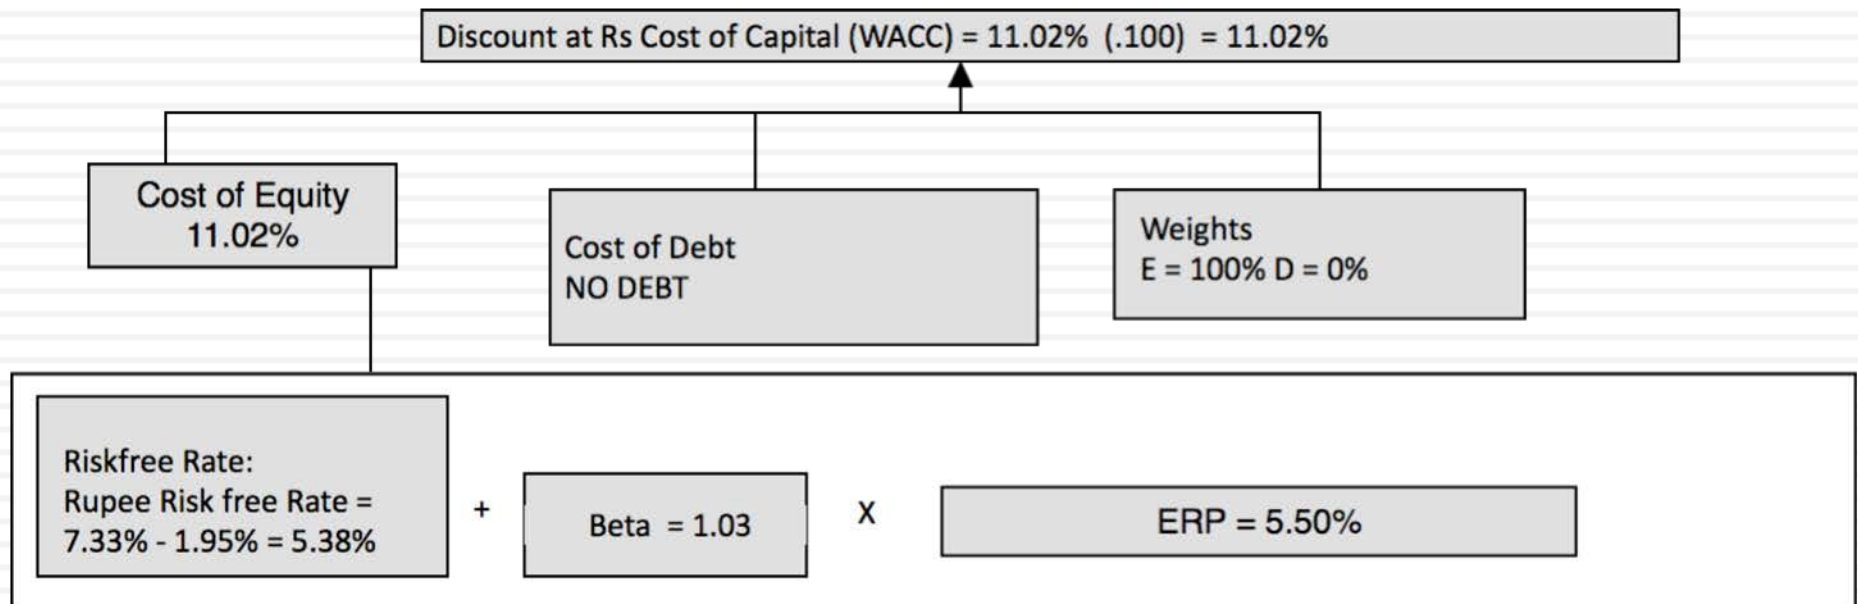 Discount at Rs Cost of Capital (WACC) = 11.02% (.100) = 11.02%
Cost of Equity
11.02%
Cost of Debt
NO DEBT
Weights
E = 100% D = 0%
Riskfree Rate:
Rupee Risk free Rate =
7.33% - 1.95% = 5.38%
+
Beta = 1.03
X
ERP = 5.50%